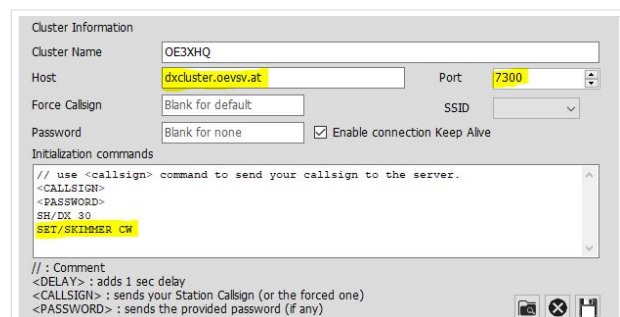 Cluster Information
Cluster Name OE3XHQ
Host dxcluster.oevsv.at Port 7300
Force Callsign Blank for default SSID
Password Blank for none Enable connection Keep Alive
Initialization commands
// use <callsign> command to send your callsign to the server.
<CALLSIGN>
<PASSWORD>
SH/DX 30
SET/SKIMMER CW
// : Comment
<DELAY> : adds 1 sec delay
<CALLSIGN> : sends your Station Callsign (or the forced one)
<PASSWORD> : sends the provided password (if any)